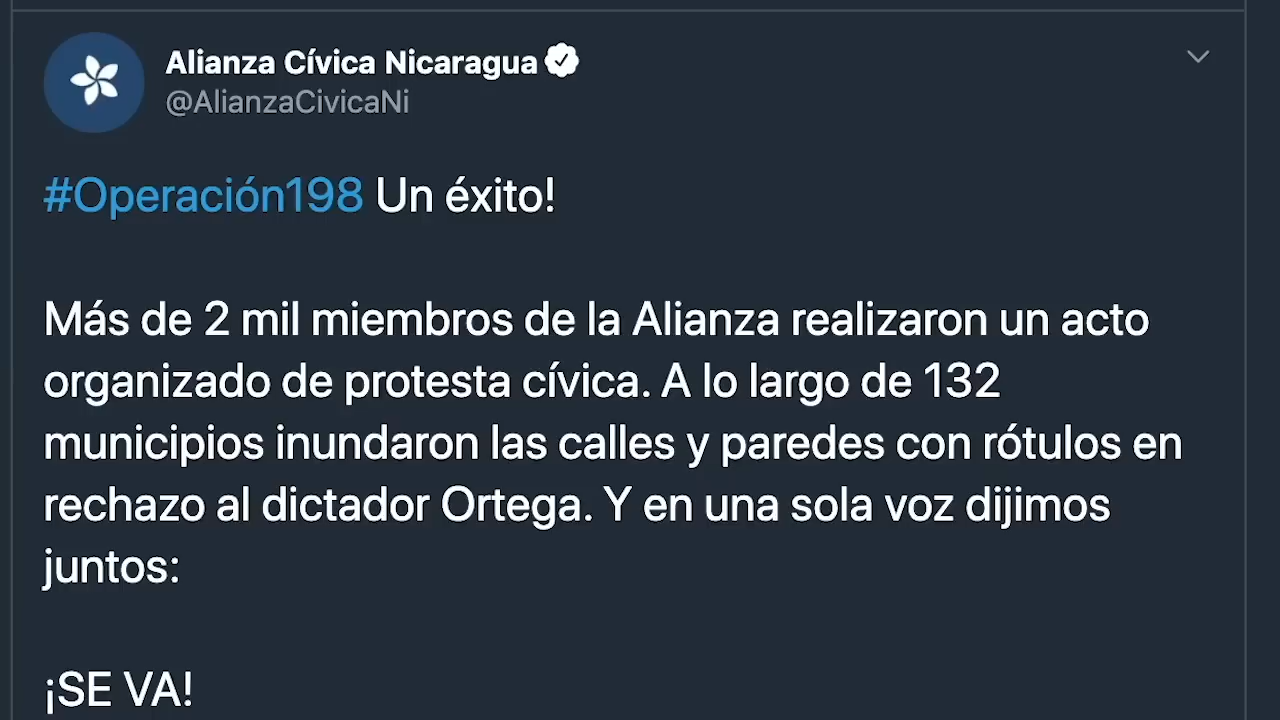 Alianza Cívica Nicaragua
@AlianzaCivicaNi
#Operación198 Un éxito!
Más de 2 mil miembros de la Alianza realizaron un acto
organizado de protesta cívica. A lo largo de 132
municipios inundaron las calles y paredes con rótulos en
rechazo al dictador Ortega. Y en una sola voz dijimos
juntos:
¡SE VA!